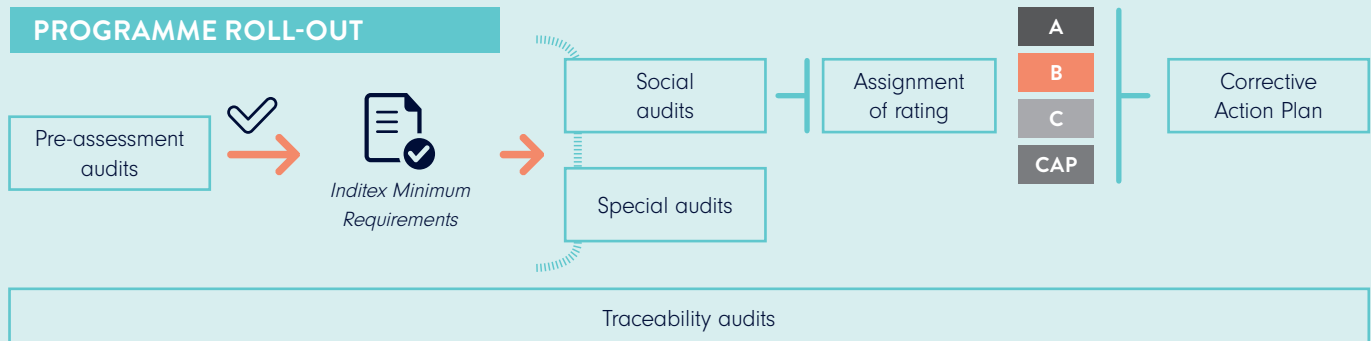 PROGRAMME ROLL-OUT
Pre-assessment
audits
Inditex Minimum
Requirements
Social
audits
Special audits
Assignment
of rating
A
B
C
CAP
Corrective
Action Plan
Traceability audits